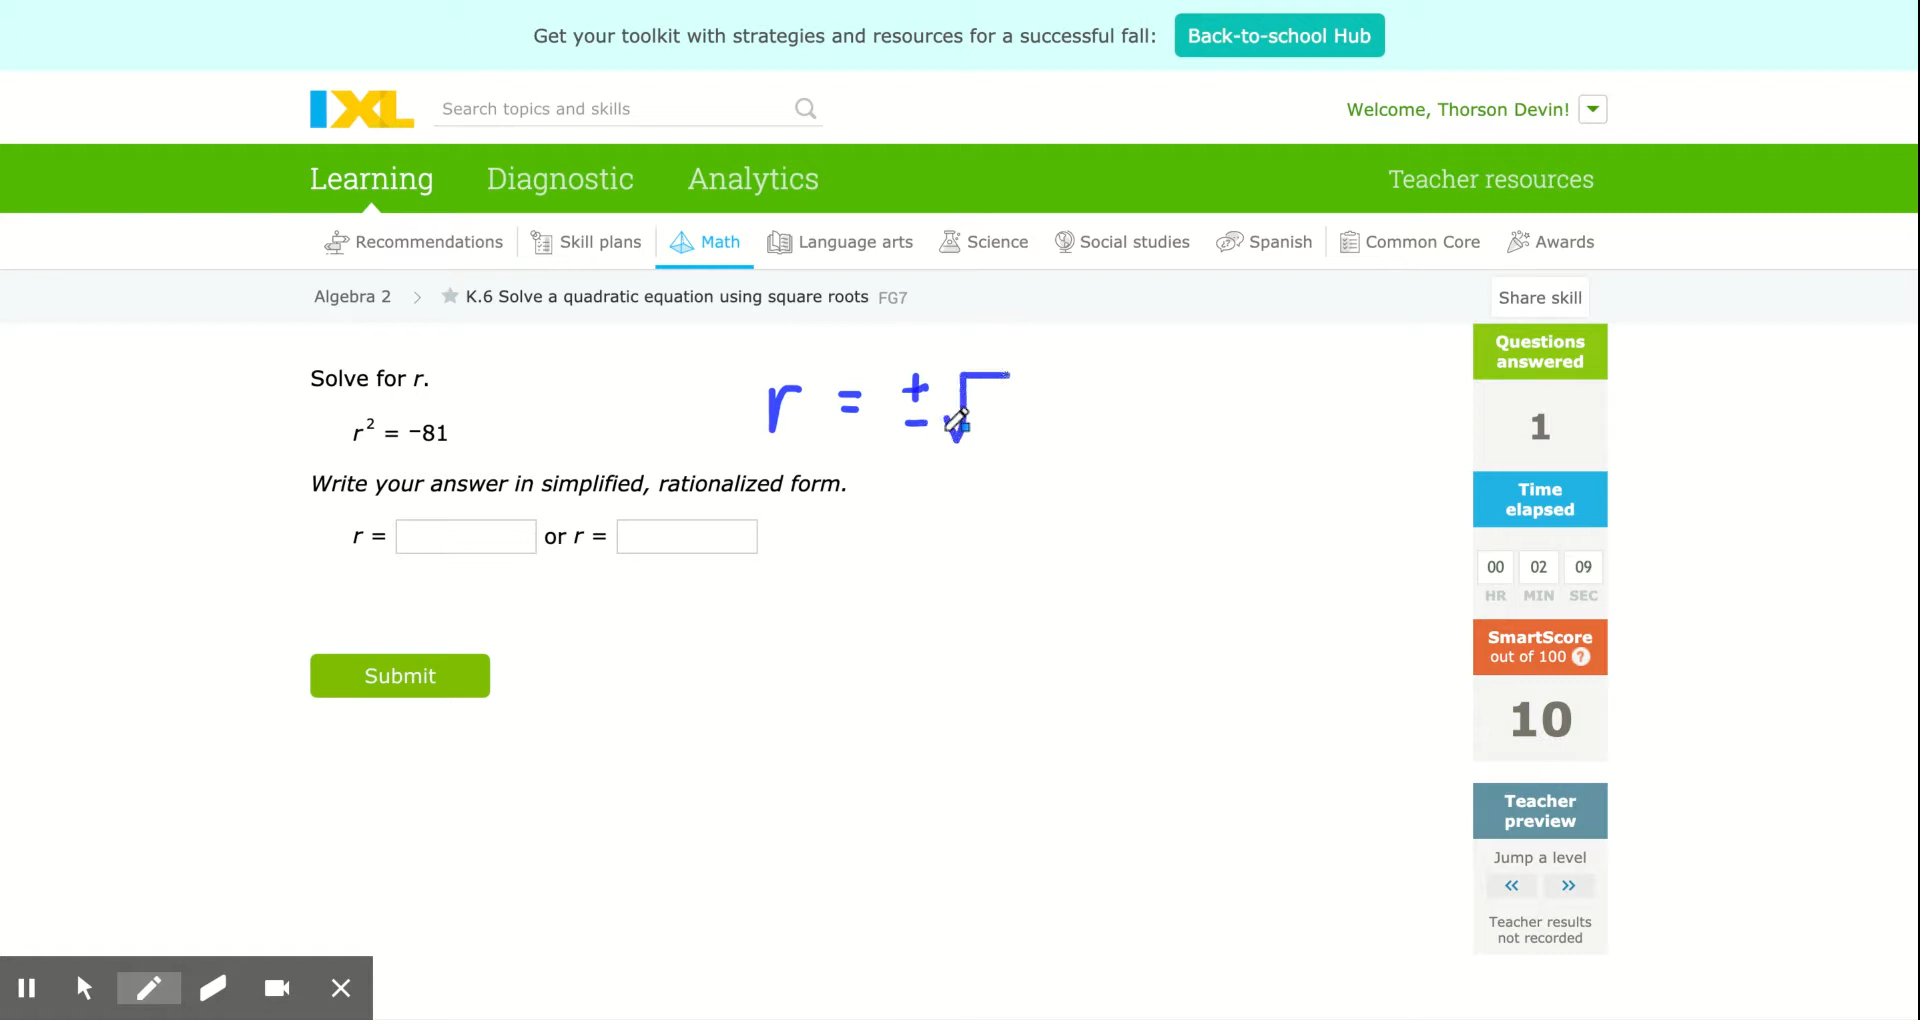 Get your toolkit with strategies and resources for a successful fall: Back-to-school Hub
IXL Search topics and skills Welcome, Thorson Devin!
Learning Diagnostic Analytics Teacher resources
Recommendations Skill plans Math Language arts Science Social studies Spanish Common Core Awards
Algebra 2 > K.6 Solve a quadratic equation using square roots FG7 Share skill
Solve for r.
r² = −81
r = ±√
Write your answer in simplified, rationalized form.
r = or r =
Submit
Questions
answered
1
Time
elapsed
00 02 09
HR MIN SEC
SmartScore
out of 100 ?
10
Teacher
preview
Jump a level
« »
Teacher results
not recorded